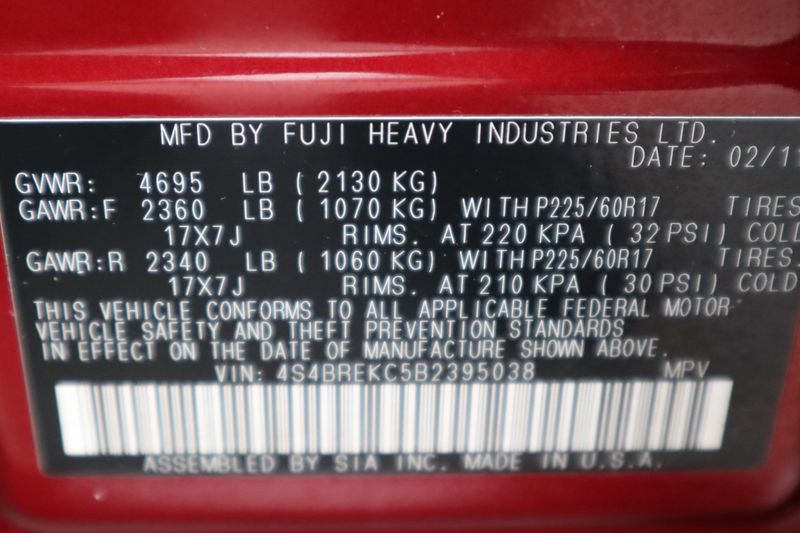 MFD BY FUJI HEAVY INDUSTRIES LTD.
DATE: 02/11
GVWR: 4695 LB ( 2130 KG)
GAWR:F 2360 LB ( 1070 KG) WITH P225/60R17 TIRES
17X7J RIMS. AT 220 KPA ( 32 PSI) COLD
GAWR:R 2340 LB ( 1060 KG) WITH P225/60R17 TIRES
17X7J RIMS. AT 210 KPA ( 30 PSI) COLD
THIS VEHICLE CONFORMS TO ALL APPLICABLE FEDERAL MOTOR
VEHICLE SAFETY AND THEFT PREVENTION STANDARDS
IN EFFECT ON THE DATE OF MANUFACTURE SHOWN ABOVE.
VIN: 4S4BREKC5B2395038 MPV
ASSEMBLED BY SIA INC. MADE IN U.S.A.